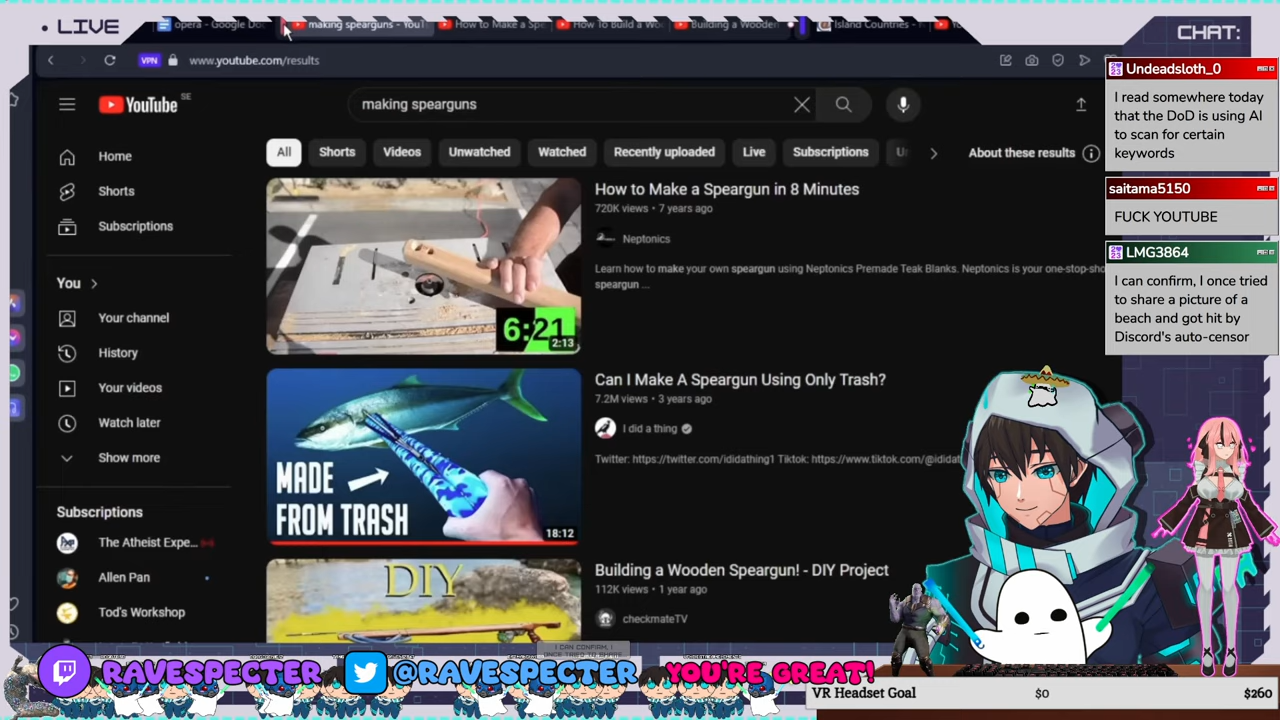 • LIVE
opera - Google Do
making spearguns - YouT
How to Make a Spe
How To Build a Wo
Building a Wooden
Island Countries -
CHAT:
VPN
www.youtube.com/results
YouTube SE
making spearguns
All
Shorts
Videos
Unwatched
Watched
Recently uploaded
Live
Subscriptions
About these results
Home
Shorts
Subscriptions
You
Your channel
History
Your videos
Watch later
Show more
Subscriptions
The Atheist Expe...
Allen Pan
Tod's Workshop
6:21
2:13
How to Make a Speargun in 8 Minutes
720K views • 7 years ago
Neptonics
Learn how to make your own speargun using Neptonics Premade Teak Blanks. Neptonics is your one-stop-sho
speargun ...
MADE
FROM TRASH
18:12
Can I Make A Speargun Using Only Trash?
7.2M views • 3 years ago
I did a thing
Twitter: https://twitter.com/ididathing1 Tiktok: https://www.tiktok.com/@ididat
DIY
Building a Wooden Speargun! - DIY Project
112K views • 1 year ago
checkmateTV
Undeadsloth_0
I read somewhere today
that the DoD is using AI
to scan for certain
keywords
saitama5150
FUCK YOUTUBE
LMG3864
I can confirm, I once tried
to share a picture of a
beach and got hit by
Discord's auto-censor
RAVESPECTER
@RAVESPECTER
YOU'RE GREAT!
VR Headset Goal
$0
$260